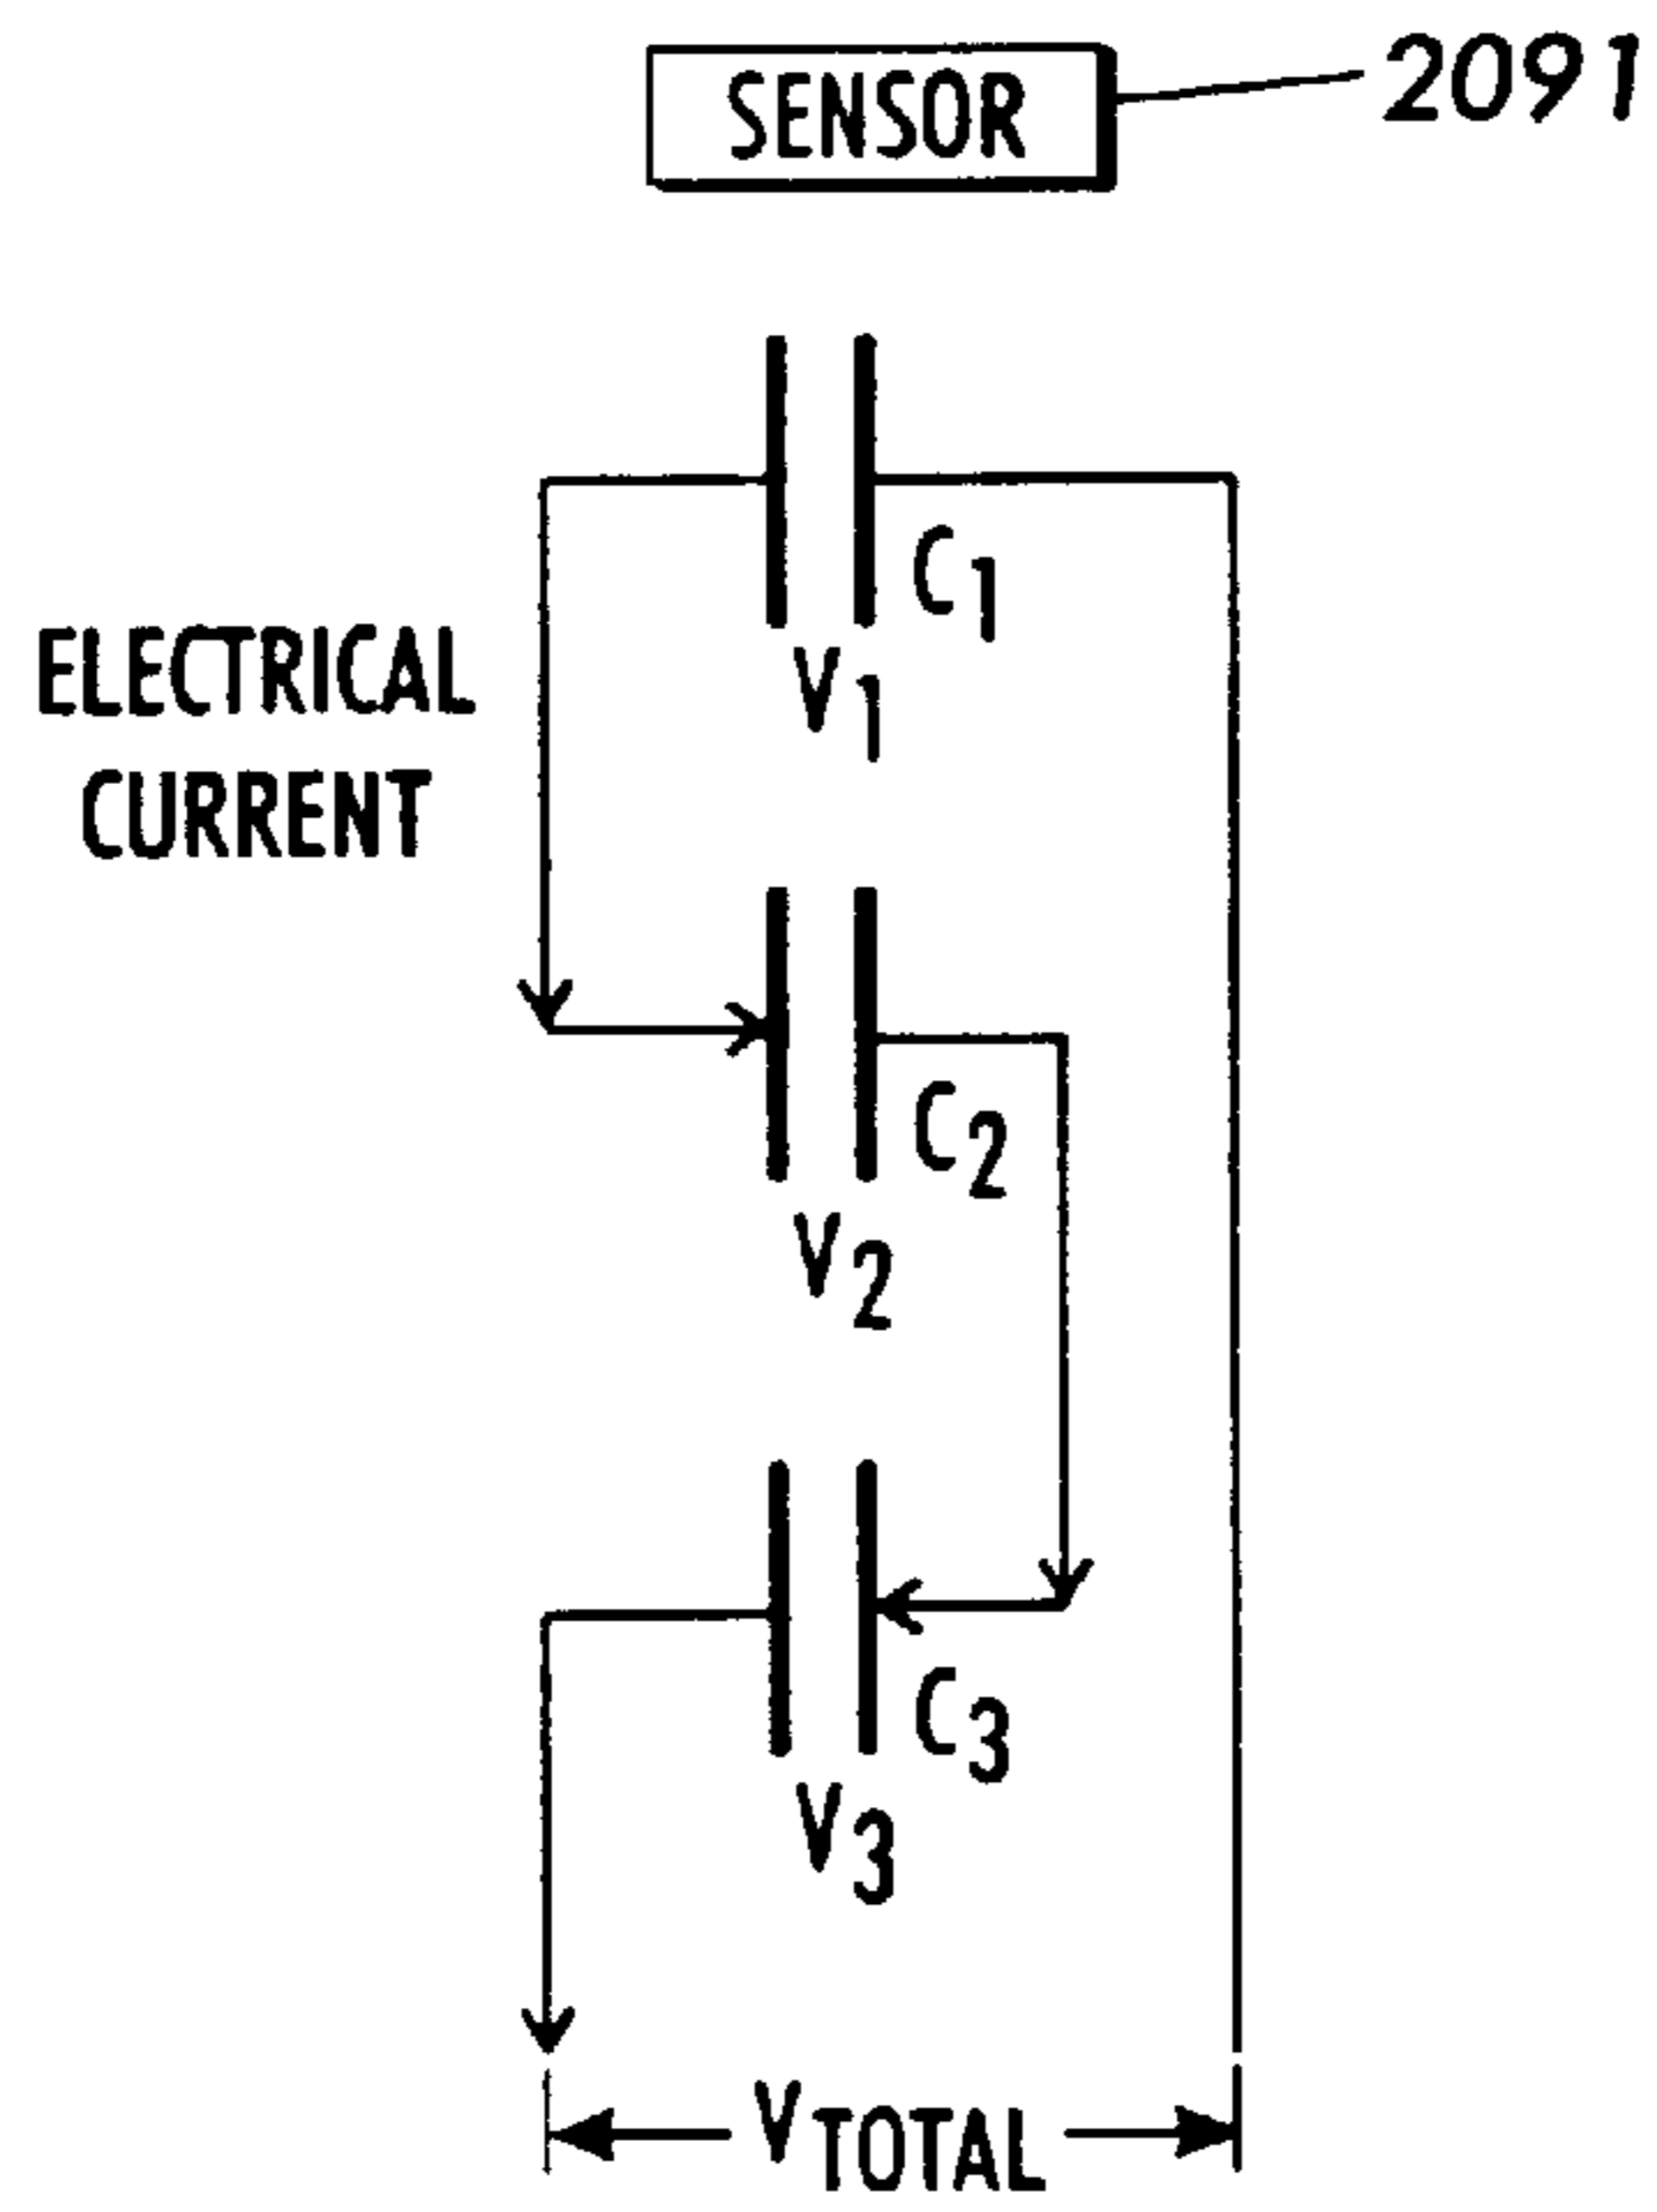 SENSOR 2091
C1
V1
ELECTRICAL
CURRENT
C2
V2
C3
V3
VTOTAL